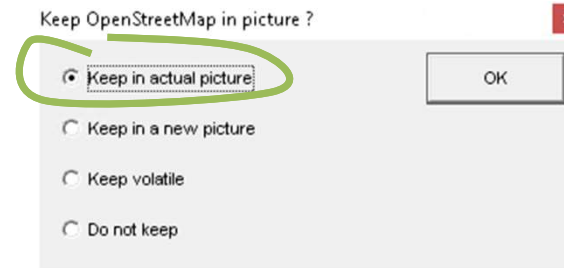 Keep OpenStreetMap in picture ?
Keep in actual picture
OK
Keep in a new picture
Keep volatile
Do not keep